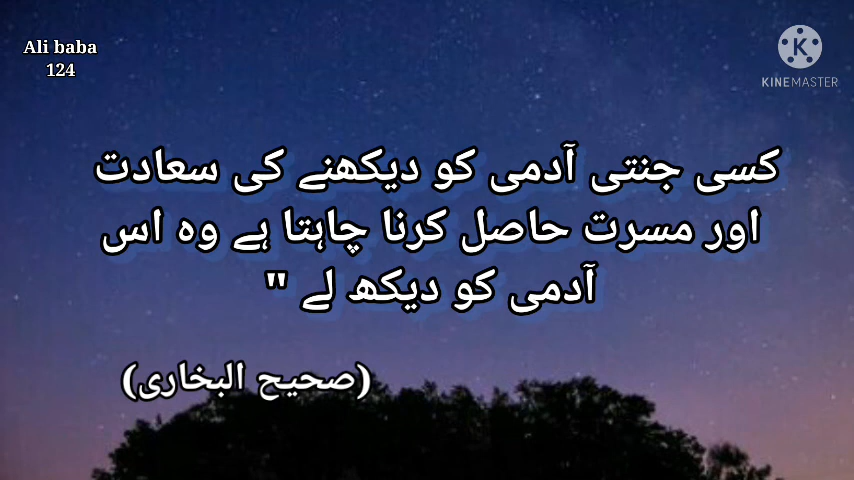 Ali baba
124
KINEMASTER
کسی جنتی آدمی کو دیکھنے کی سعادت
اور مسرت حاصل کرنا چاہتا ہے وہ اس
آدمی کو دیکھ لے "
(صحیح البخاری)